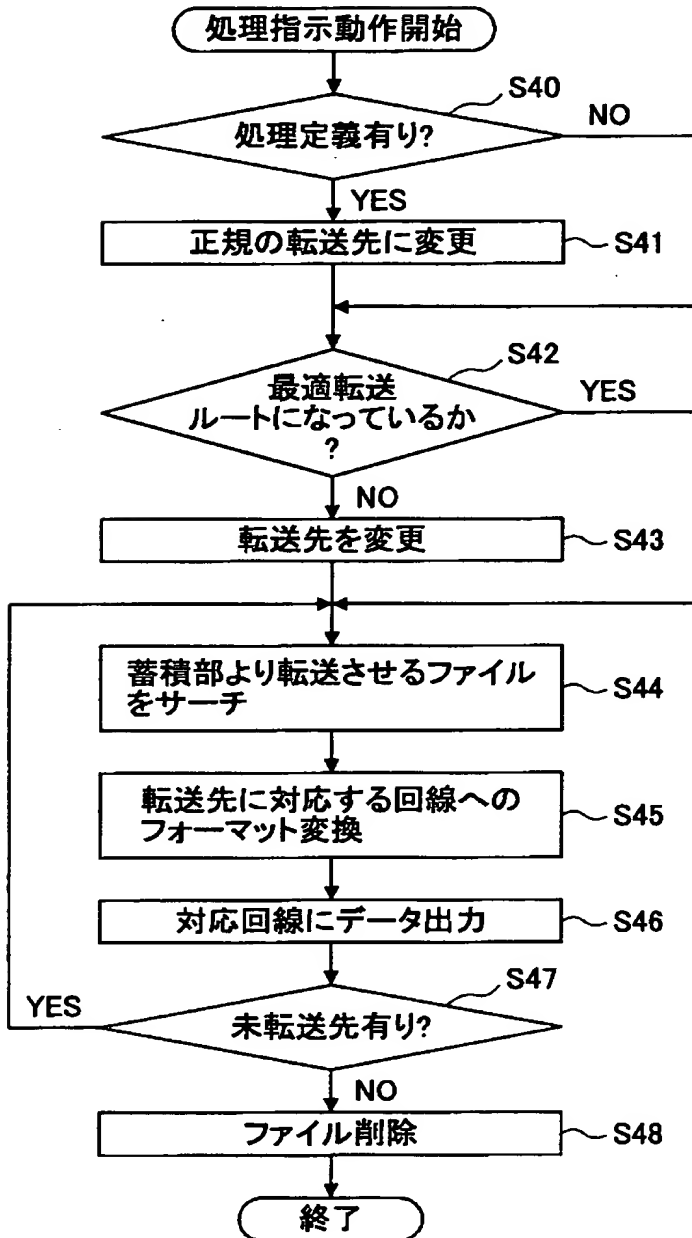 処理指示動作開始
S40
処理定義有り?
NO
YES
正規の転送先に変更
S41
S42
最適転送
ルートになっているか
?
YES
NO
転送先を変更
S43
蓄積部より転送させるファイル
をサーチ
S44
転送先に対応する回線への
フォーマット変換
S45
対応回線にデータ出力
S46
S47
YES
未転送先有り?
NO
ファイル削除
S48
終了